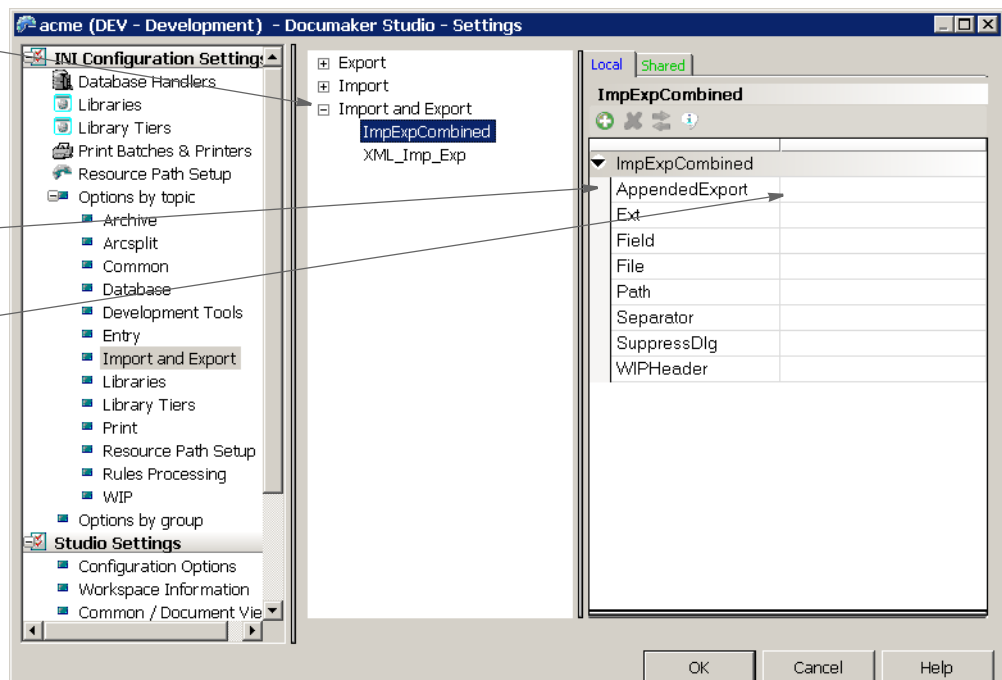 acme (DEV - Development) - Documaker Studio - Settings
INI Configuration Settings
Database Handlers
Libraries
Library Tiers
Print Batches & Printers
Resource Path Setup
Options by topic
Archive
Arcsplit
Common
Database
Development Tools
Entry
Import and Export
Libraries
Library Tiers
Print
Resource Path Setup
Rules Processing
WIP
Options by group
Studio Settings
Configuration Options
Workspace Information
Common / Document Vie
Export
Import
Import and Export
ImpExpCombined
XML_Imp_Exp
Local
Shared
ImpExpCombined
ImpExpCombined
AppendedExport
Ext
Field
File
Path
Separator
SuppressDlg
WIPHeader
OK
Cancel
Help